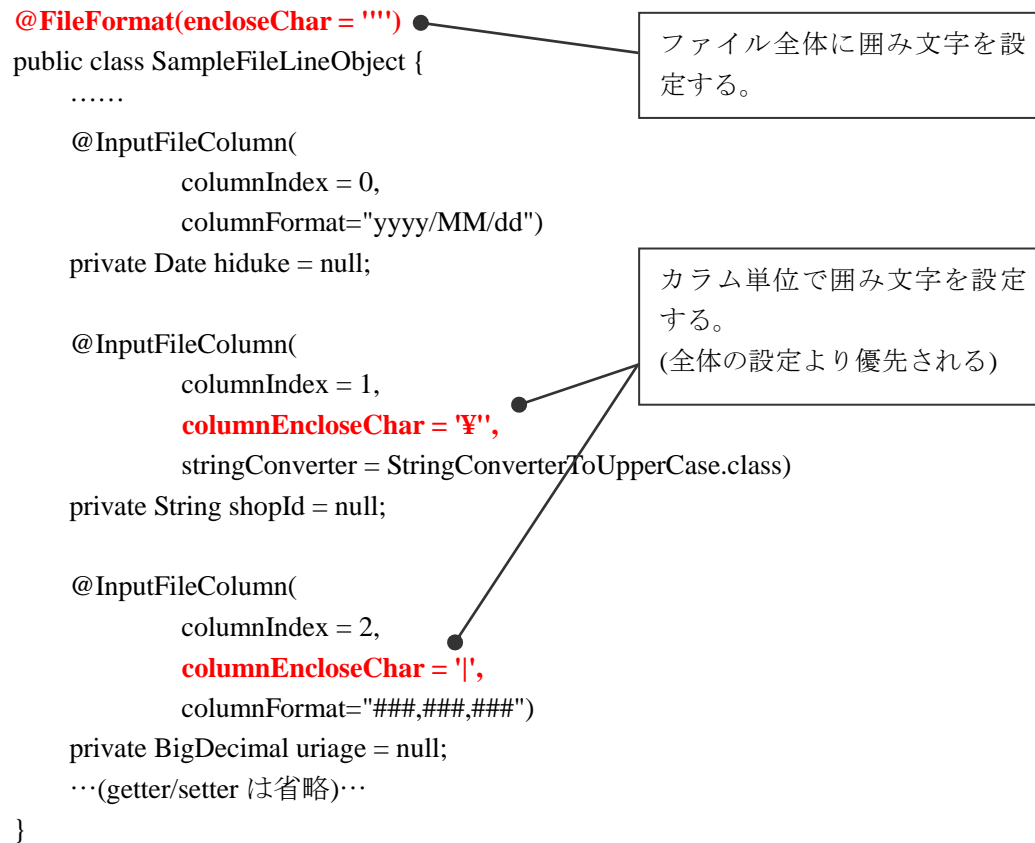 @FileFormat(encloseChar = '"')
public class SampleFileLineObject {
……
@InputFileColumn(
columnIndex = 0,
columnFormat="yyyy/MM/dd")
private Date hiduke = null;
@InputFileColumn(
columnIndex = 1,
columnEncloseChar = '¥'',
stringConverter = StringConverterToUpperCase.class)
private String shopId = null;
@InputFileColumn(
columnIndex = 2,
columnEncloseChar = '|',
columnFormat="###,###,###")
private BigDecimal uriage = null;
…(getter/setter は省略)…
}
ファイル全体に囲み文字を設
定する。
カラム単位で囲み文字を設定
する。
(全体の設定より優先される)